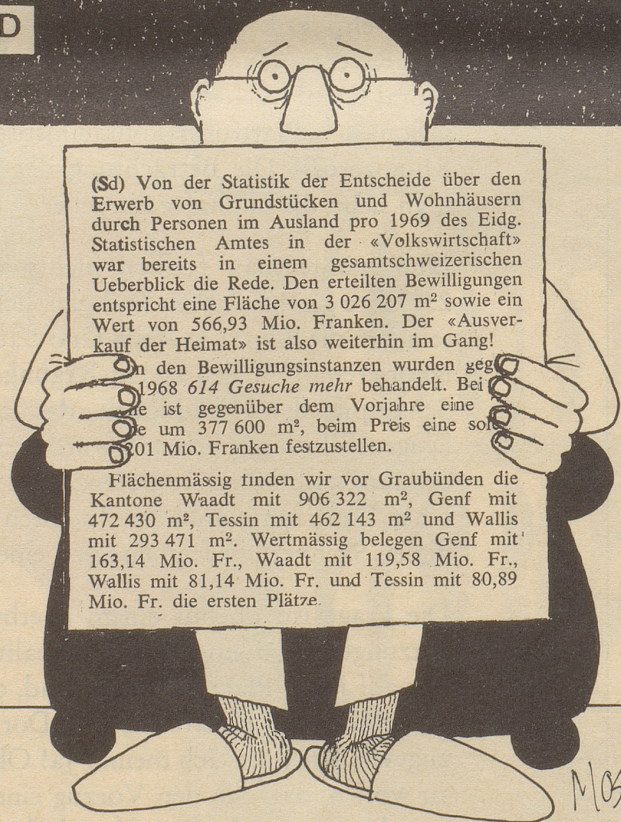 D
(Sd) Von der Statistik der Entscheide über den
Erwerb von Grundstücken und Wohnhäusern
durch Personen im Ausland pro 1969 des Eidg.
Statistischen Amtes in der «Volkswirtschaft»
war bereits in einem gesamtschweizerischen
Ueberblick die Rede. Den erteilten Bewilligungen
entspricht eine Fläche von 3 026 207 m² sowie ein
Wert von 566,93 Mio. Franken. Der «Ausver-
kauf der Heimat» ist also weiterhin im Gang!
n den Bewilligungsinstanzen wurden geg
1968 614 Gesuche mehr behandelt. Bei
e ist gegenüber dem Vorjahre eine
e um 377 600 m², beim Preis eine sol
201 Mio. Franken festzustellen.
Flächenmässig finden wir vor Graubünden die
Kantone Waadt mit 906 322 m², Genf mit
472 430 m², Tessin mit 462 143 m² und Wallis
mit 293 471 m². Wertmässig belegen Genf mit
163,14 Mio. Fr., Waadt mit 119,58 Mio. Fr.,
Wallis mit 81,14 Mio. Fr. und Tessin mit 80,89
Mio. Fr. die ersten Plätze.